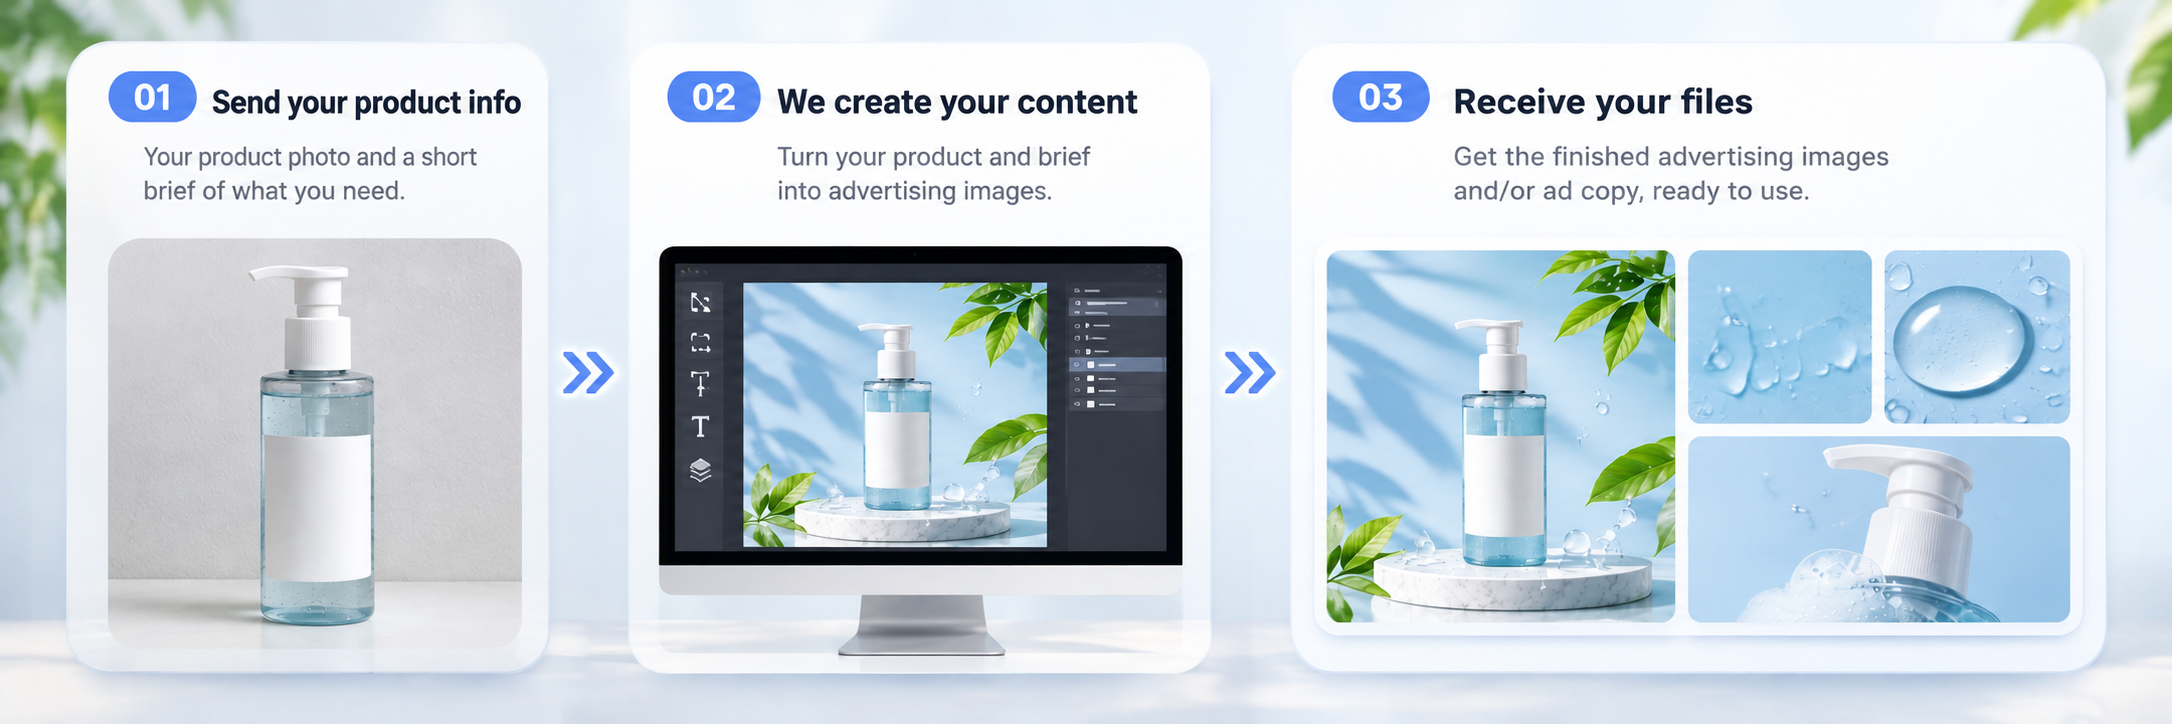 01 Send your product info
Your product photo and a short
brief of what you need.
02 We create your content
Turn your product and brief
into advertising images.
T
03 Receive your files
Get the finished advertising images
and/or ad copy, ready to use.